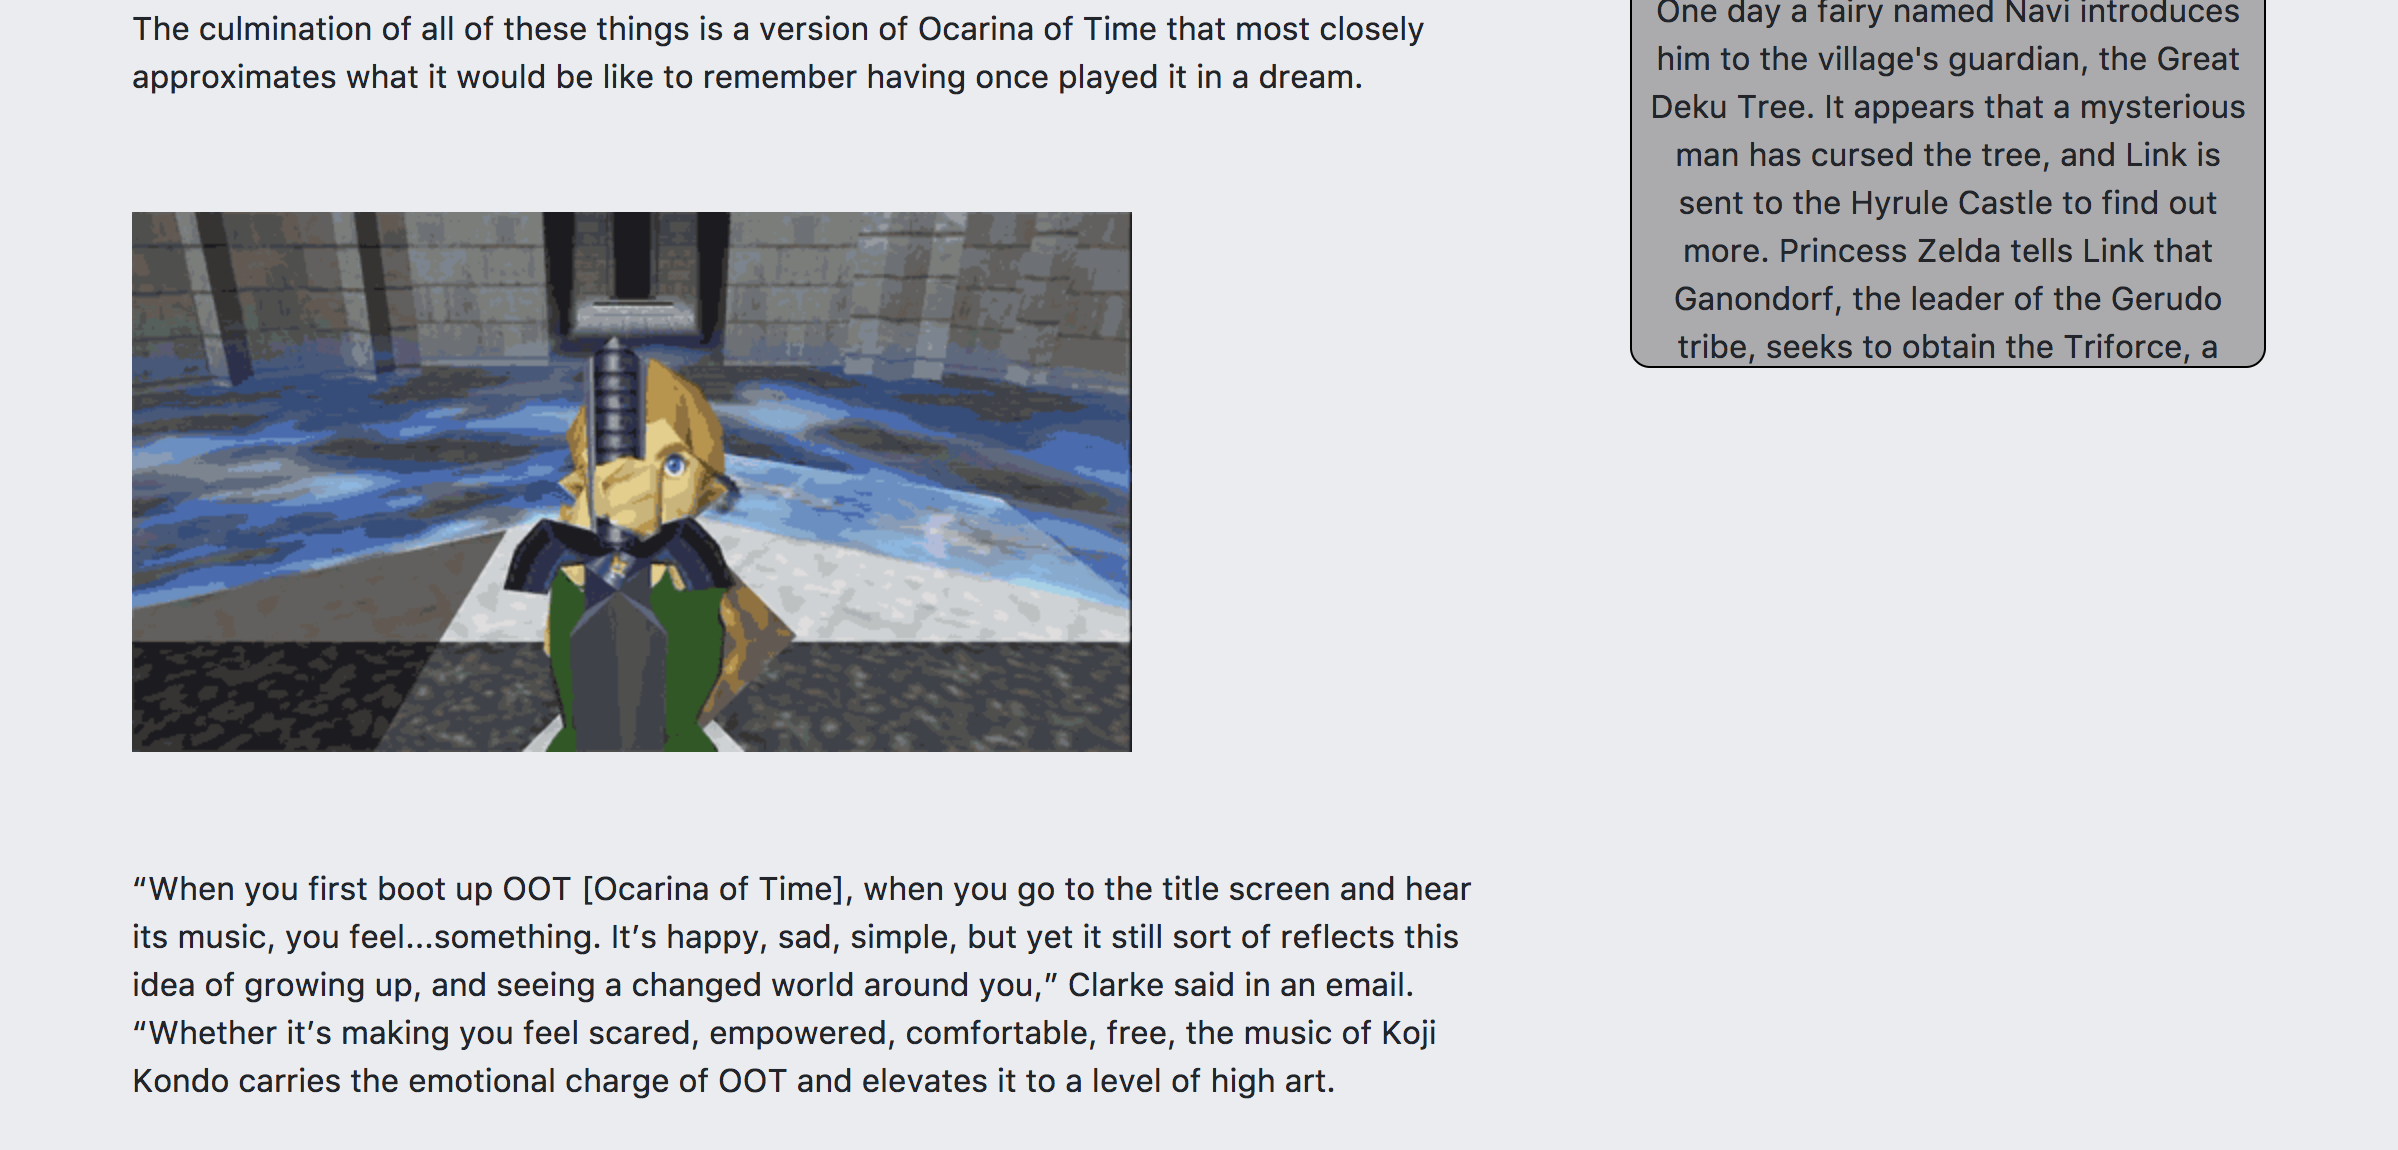 The culmination of all of these things is a version of Ocarina of Time that most closely
approximates what it would be like to remember having once played it in a dream.
“When you first boot up OOT [Ocarina of Time], when you go to the title screen and hear
its music, you feel...something. It’s happy, sad, simple, but yet it still sort of reflects this
idea of growing up, and seeing a changed world around you,” Clarke said in an email.
“Whether it’s making you feel scared, empowered, comfortable, free, the music of Koji
Kondo carries the emotional charge of OOT and elevates it to a level of high art.
One day a fairy named Navi introduces
him to the village's guardian, the Great
Deku Tree. It appears that a mysterious
man has cursed the tree, and Link is
sent to the Hyrule Castle to find out
more. Princess Zelda tells Link that
Ganondorf, the leader of the Gerudo
tribe, seeks to obtain the Triforce, a